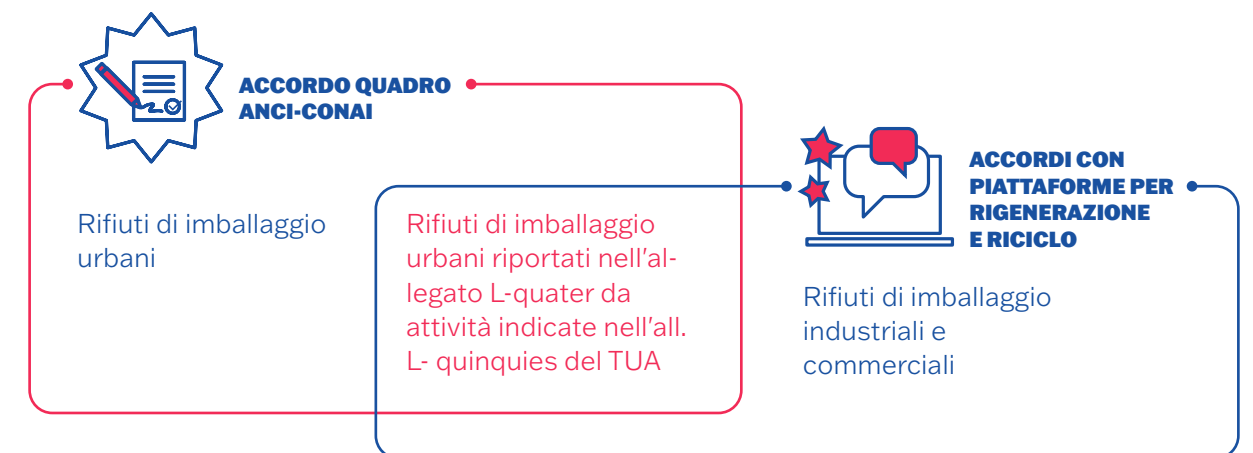 ACCORDO QUADRO
ANCI-CONAI
Rifiuti di imballaggio
urbani
Rifiuti di imballaggio
urbani riportati nell'al-
legato L-quater da
attività indicate nell'all.
L- quinquies del TUA
ACCORDI CON
PIATTAFORME PER
RIGENERAZIONE
E RICICLO
Rifiuti di imballaggio
industriali e
commerciali